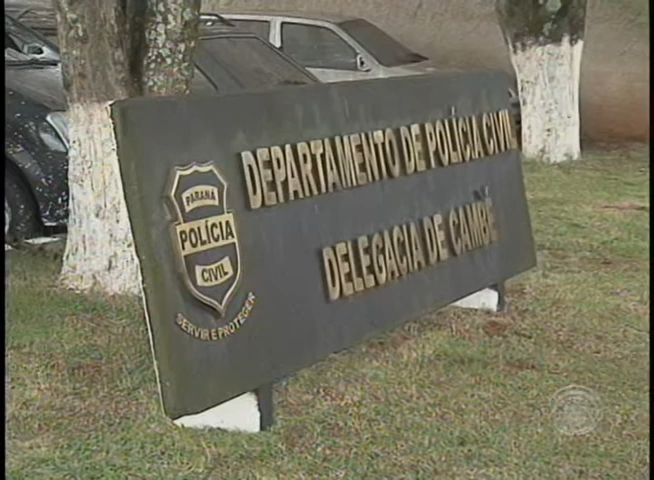 DEPARTAMENTO DE POLÍCIA CIVIL
DELEGACIA DE CAMBÉ
PARANÁ
POLÍCIA
CIVIL
SERVIR E PROTEGER